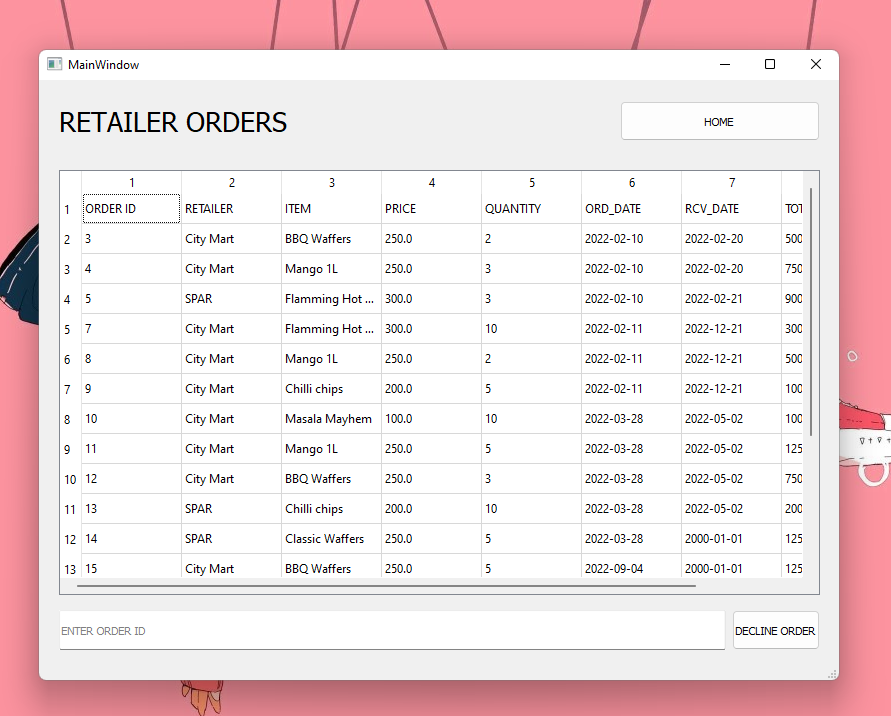 MainWindow
RETAILER ORDERS
HOME
1 2 3 4 5 6 7
1 ORDER ID RETAILER ITEM PRICE QUANTITY ORD_DATE RCV_DATE TOT
2 3 City Mart BBQ Waffers 250.0 2 2022-02-10 2022-02-20 500
3 4 City Mart Mango 1L 250.0 3 2022-02-10 2022-02-20 750
4 5 SPAR Flamming Hot ... 300.0 3 2022-02-10 2022-02-21 900
5 7 City Mart Flamming Hot ... 300.0 10 2022-02-11 2022-12-21 300
6 8 City Mart Mango 1L 250.0 2 2022-02-11 2022-12-21 500
7 9 City Mart Chilli chips 200.0 5 2022-02-11 2022-12-21 100
8 10 City Mart Masala Mayhem 100.0 10 2022-03-28 2022-05-02 100
9 11 City Mart Mango 1L 250.0 5 2022-03-28 2022-05-02 125
10 12 City Mart BBQ Waffers 250.0 3 2022-03-28 2022-05-02 750
11 13 SPAR Chilli chips 200.0 10 2022-03-28 2022-05-02 200
12 14 SPAR Classic Waffers 250.0 5 2022-03-28 2000-01-01 125
13 15 City Mart BBQ Waffers 250.0 5 2022-09-04 2000-01-01 125
ENTER ORDER ID
DECLINE ORDER